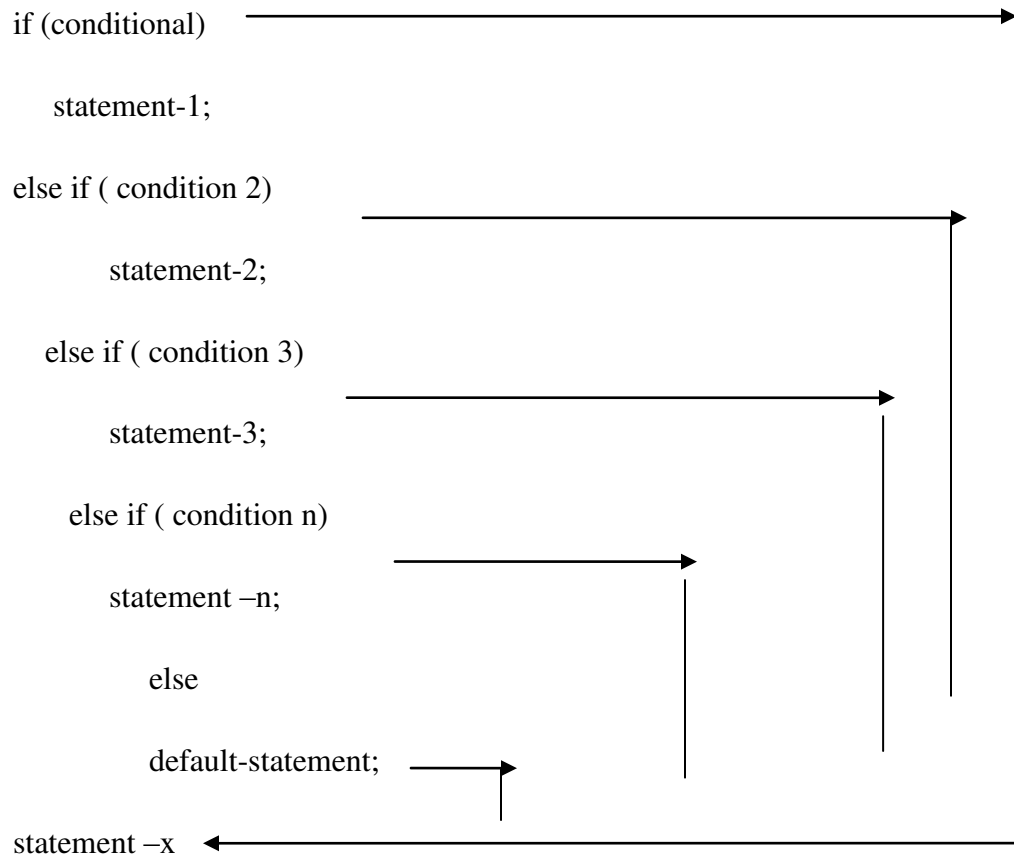 if (conditional)
statement-1;
else if ( condition 2)
statement-2;
else if ( condition 3)
statement-3;
else if ( condition n)
statement –n;
else
default-statement;
statement –x